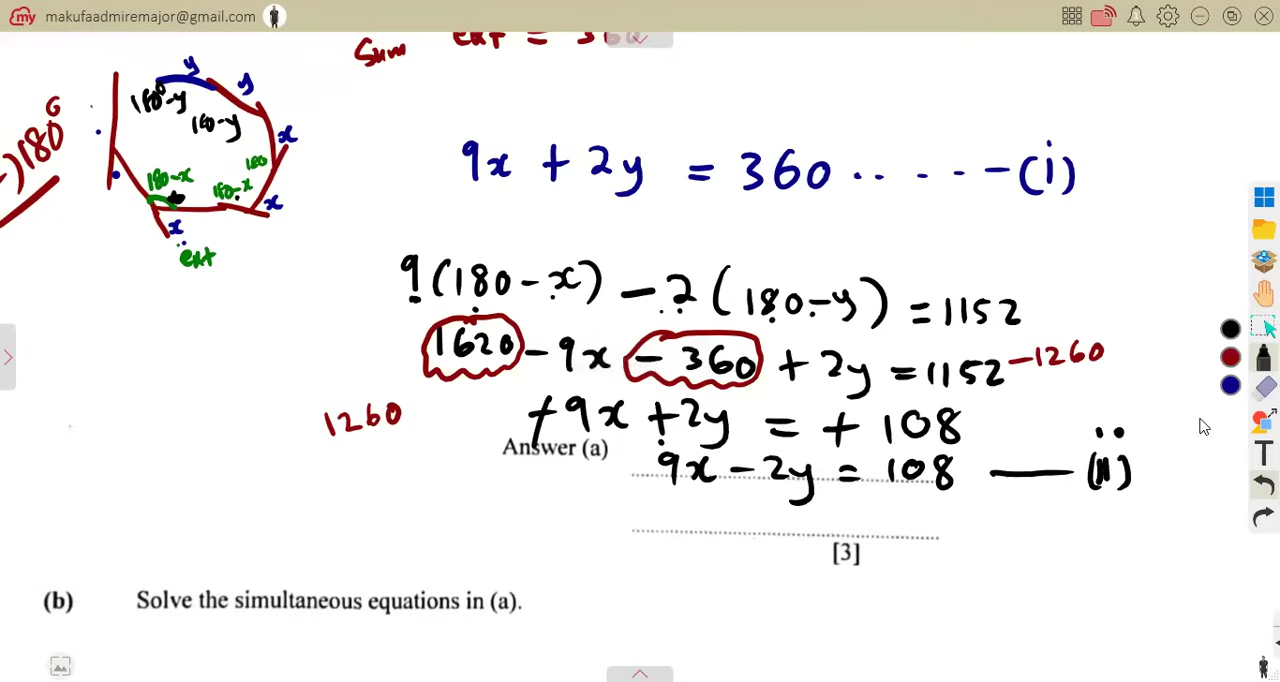 makufaadmiremajor@gmail.com
Sum ext = 360
y
y
180-y
180-y
x
180-x
180
180-x
x
x
ext
-)180
9x + 2y = 360 . . . . . - (i)
9(180-x) - 2(180-y) = 1152
1620 - 9x - 360 + 2y = 1152 -1260
1260
+9x + 2y = + 108
Answer (a)
9x - 2y = 108 —— (ii)
[3]
(b) Solve the simultaneous equations in (a).